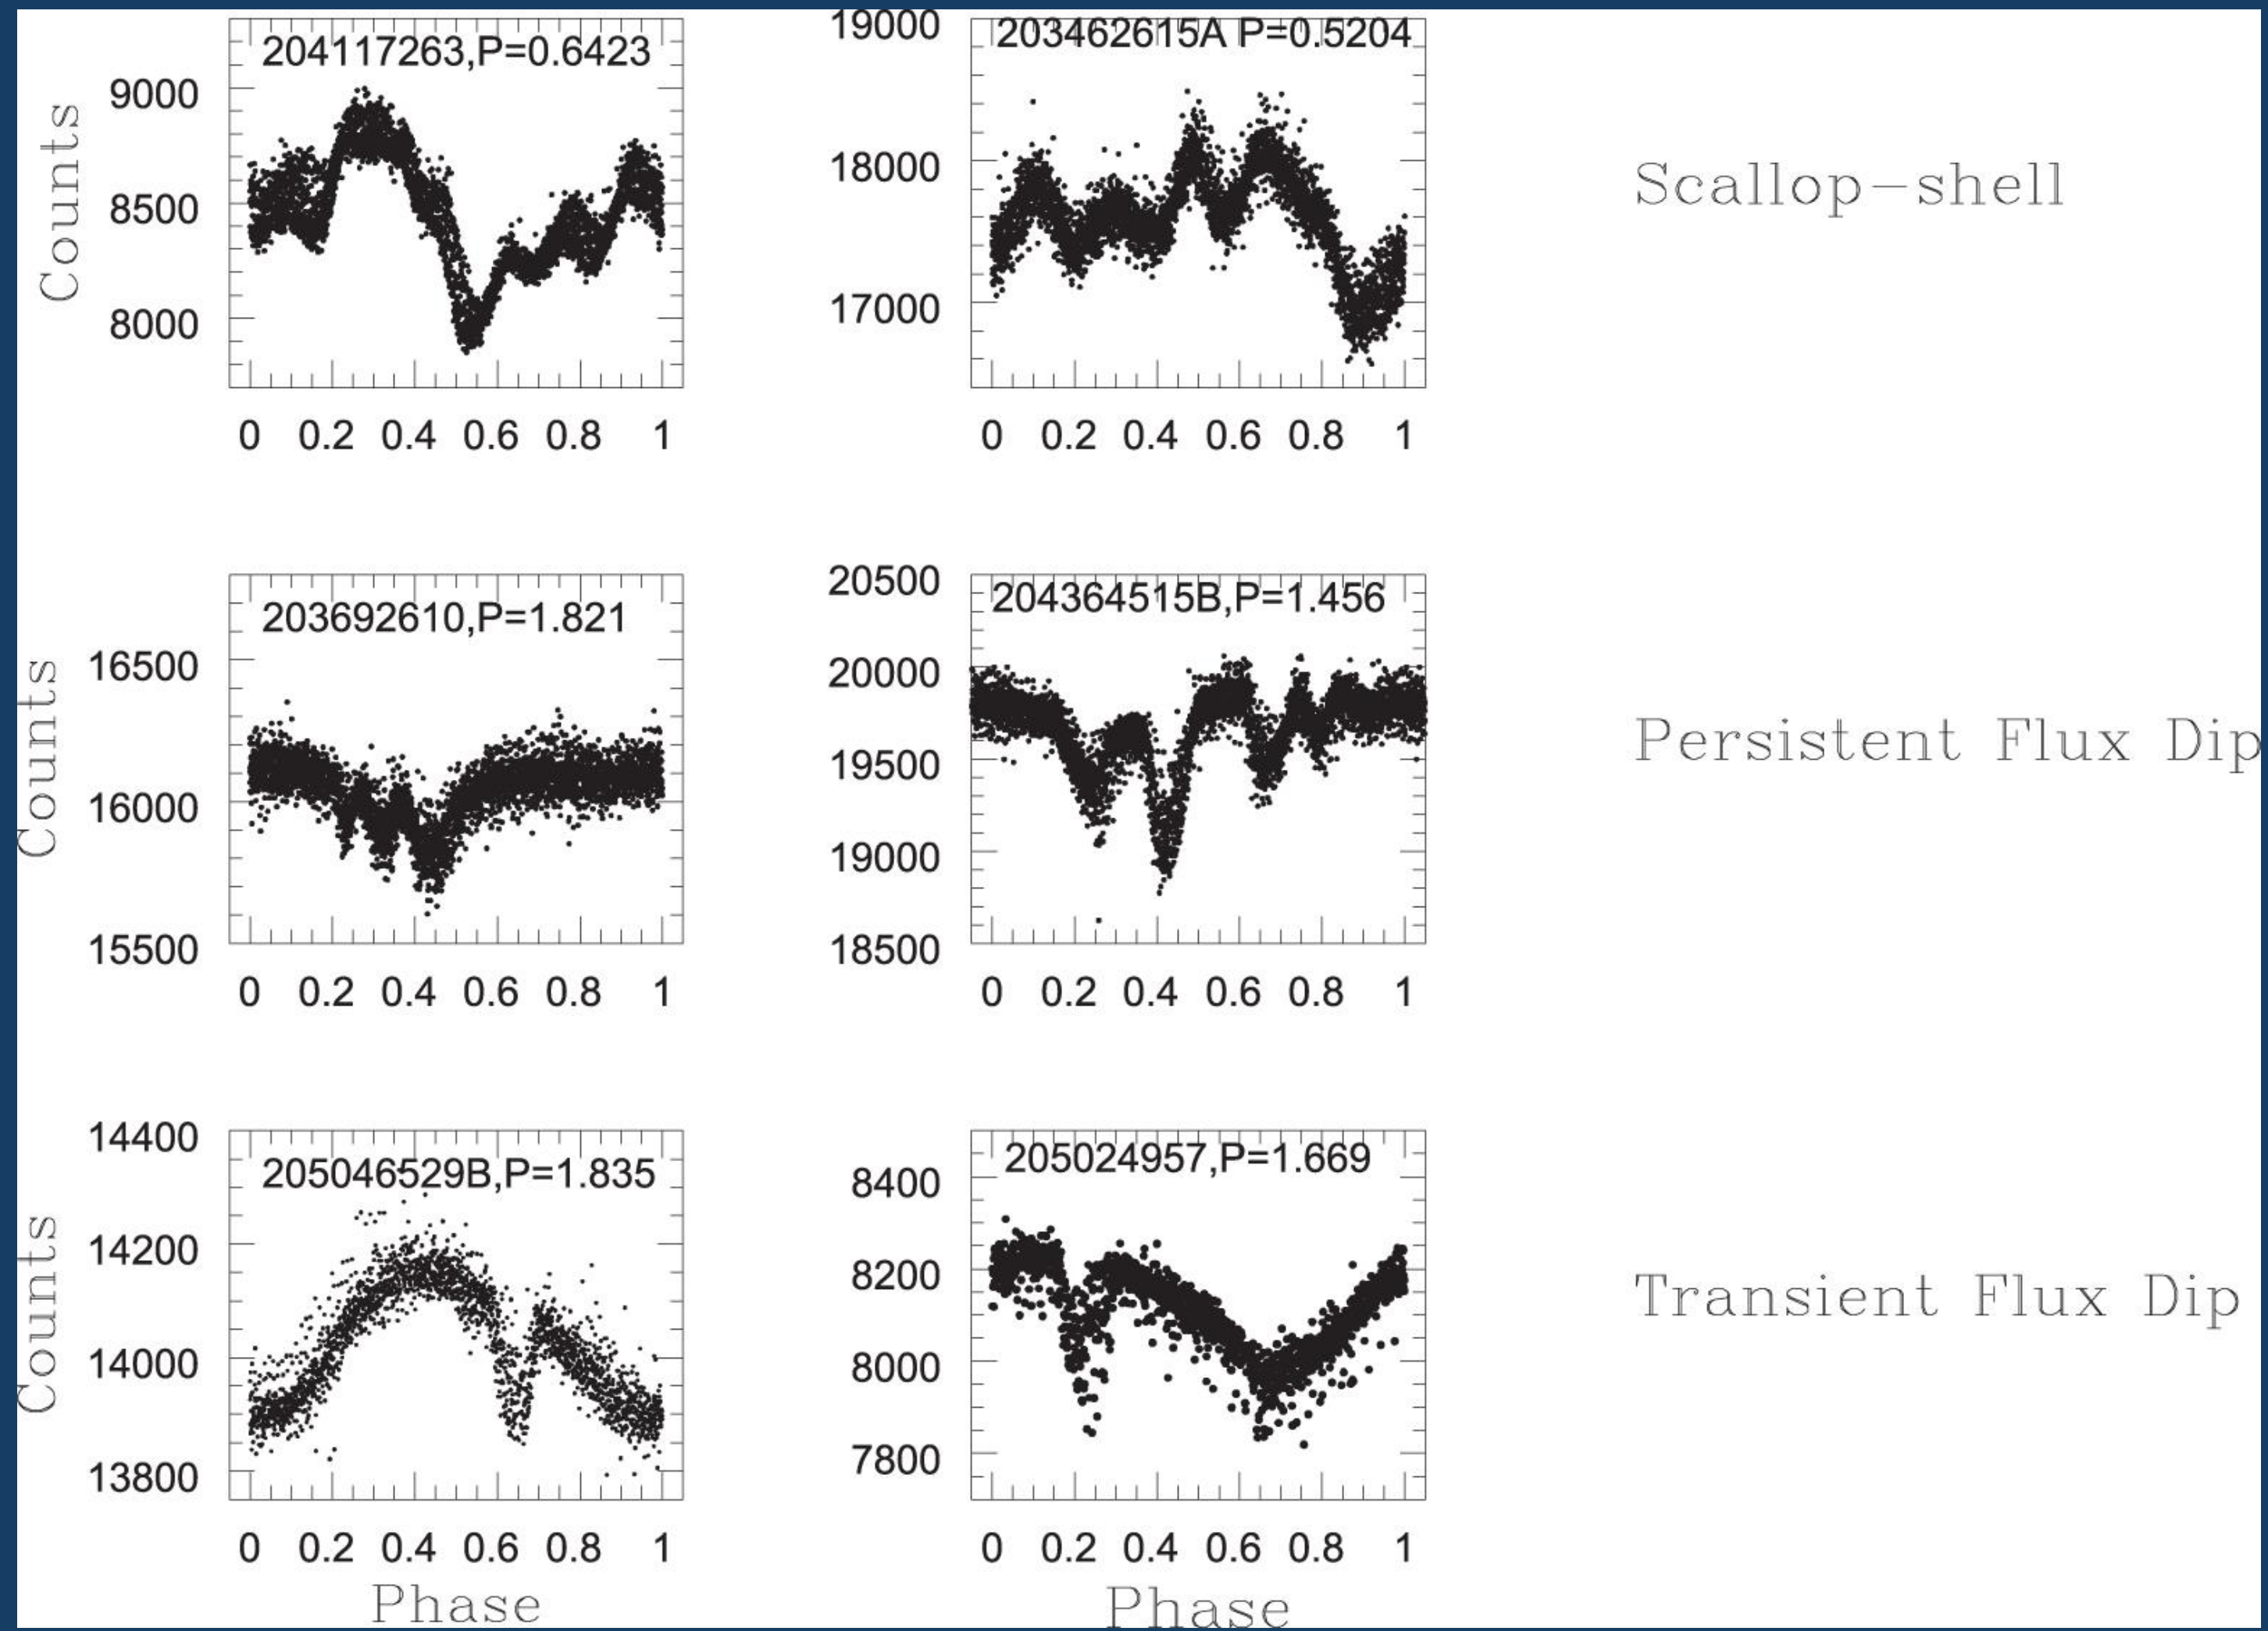 204117263,P=0.6423
9000
8500
8000
Counts
0 0.2 0.4 0.6 0.8 1
203462615A P=0.5204
19000
18000
17000
0 0.2 0.4 0.6 0.8 1
Scallop-shell
203692610,P=1.821
16500
16000
15500
Counts
0 0.2 0.4 0.6 0.8 1
204364515B,P=1.456
20500
20000
19500
19000
18500
0 0.2 0.4 0.6 0.8 1
Persistent Flux Dip
205046529B,P=1.835
14400
14200
14000
13800
Counts
0 0.2 0.4 0.6 0.8 1
Phase
205024957,P=1.669
8400
8200
8000
7800
0 0.2 0.4 0.6 0.8 1
Phase
Transient Flux Dip